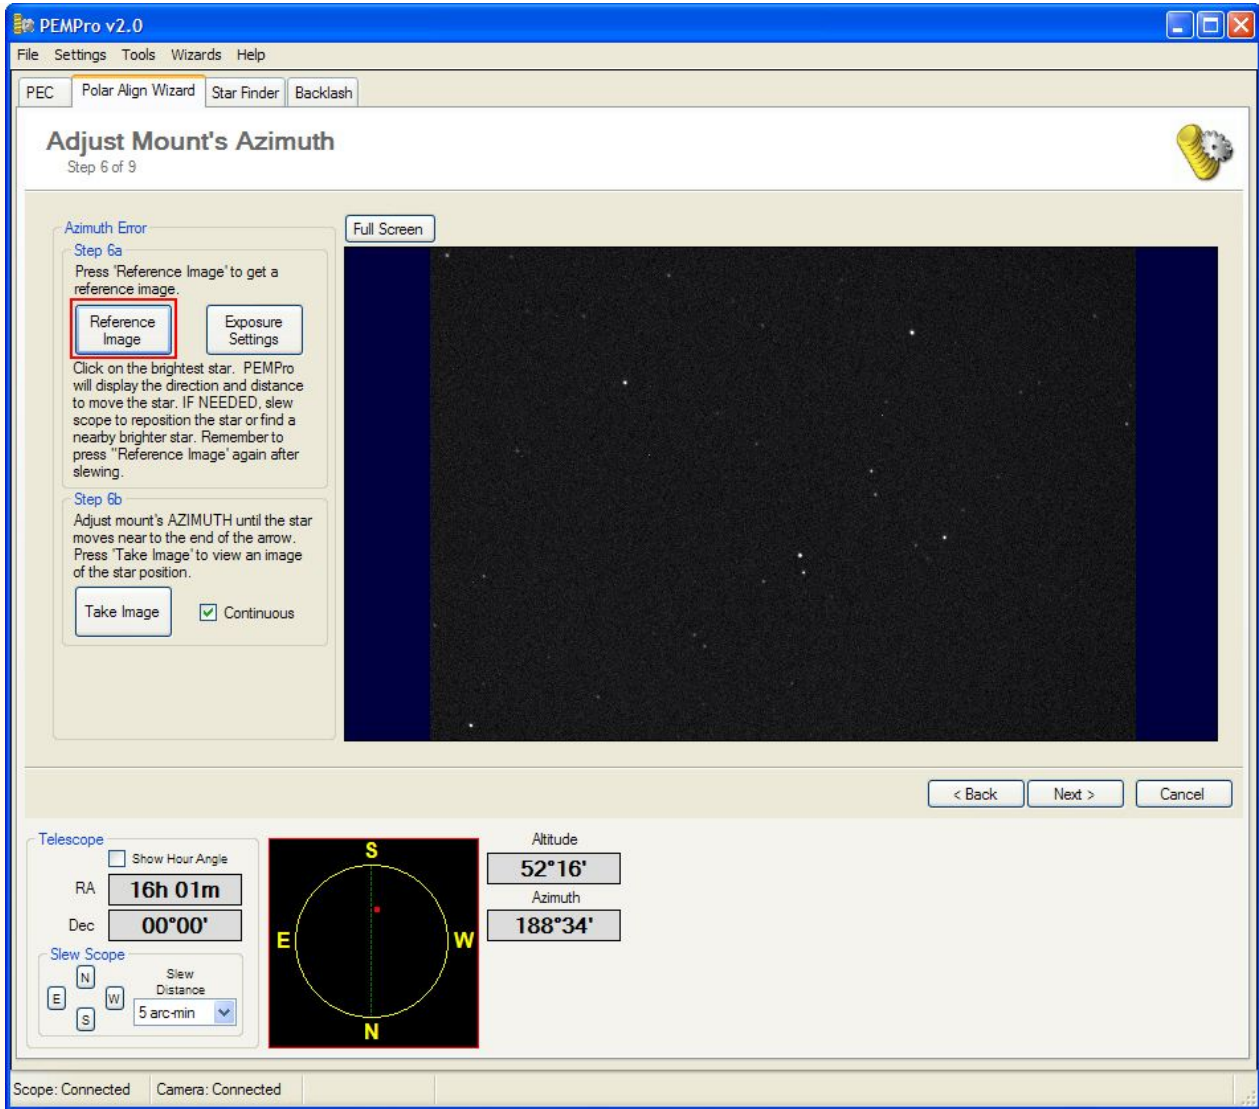 PEMPro v2.0
File Settings Tools Wizards Help
PEC Polar Align Wizard Star Finder Backlash
Adjust Mount's Azimuth
Step 6 of 9
Azimuth Error
Step 6a
Press 'Reference Image' to get a
reference image.
Reference
Image
Exposure
Settings
Click on the brightest star. PEMPro
will display the direction and distance
to move the star. IF NEEDED, slew
scope to reposition the star or find a
nearby brighter star. Remember to
press "Reference Image' again after
slewing.
Step 6b
Adjust mount's AZIMUTH until the star
moves near to the end of the arrow.
Press 'Take Image' to view an image
of the star position.
Take Image
Continuous
Full Screen
< Back Next > Cancel
Telescope
Show Hour Angle
RA 16h 01m
Dec 00°00'
Slew Scope
N
E W
S
Slew
Distance
5 arc-min
S
E W
N
Altitude
52°16'
Azimuth
188°34'
Scope: Connected Camera: Connected